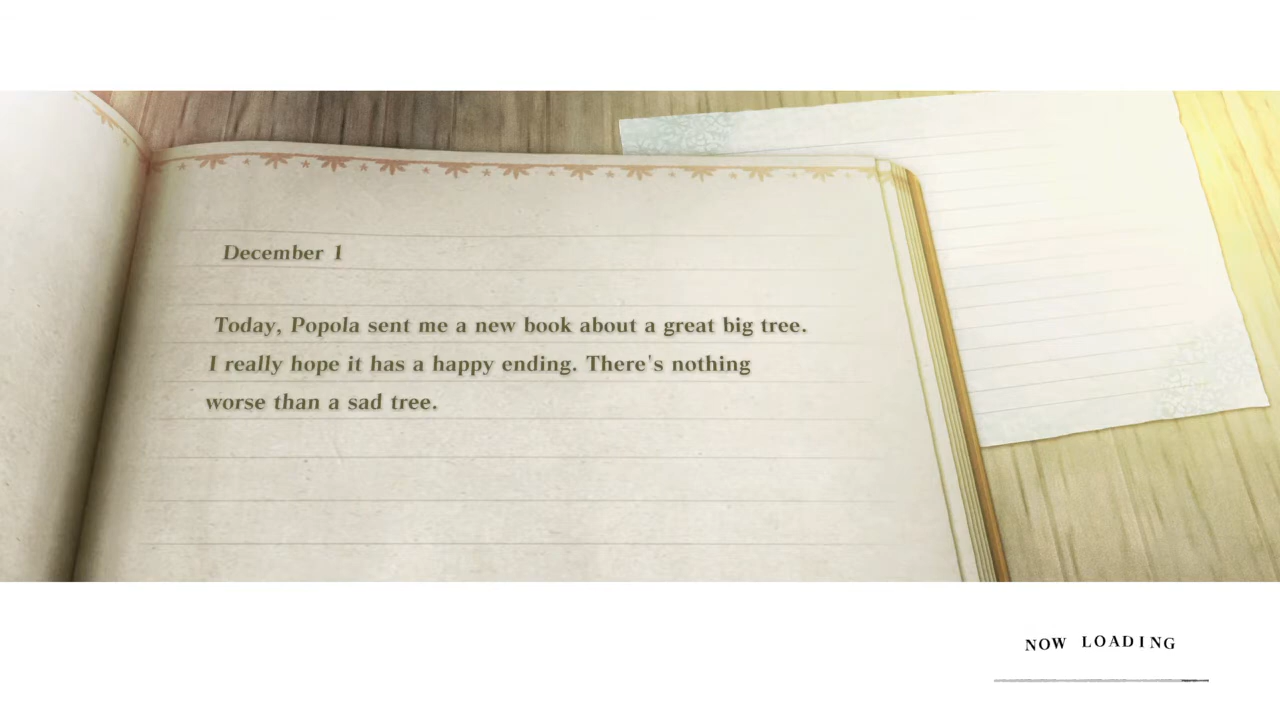 December 1
Today, Popola sent me a new book about a great big tree.
I really hope it has a happy ending. There's nothing
worse than a sad tree.
NOW LOADING